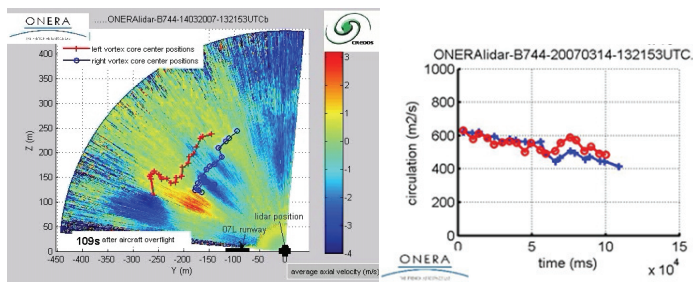 ONERA
.....ONERAlidar-B744-14032007-132153UTCb
CREDOS
left vortex core center positions
right vortex core center positions
400
350
300
250
200
150
100
50
0
Z (m)
-450 -400 -350 -300 -250 -200 -150 -100 -50 0
Y (m)
109s after aircraft overflight
lidar position
07L runway
3
2
1
0
-1
-2
-3
-4
average axial velocity (m/s)
ONERAlidar-B744-20070314-132153UTC.
1000
800
600
400
200
0
circulation (m2/s)
0 5 10 15
time (ms)
x 10⁴
ONERA